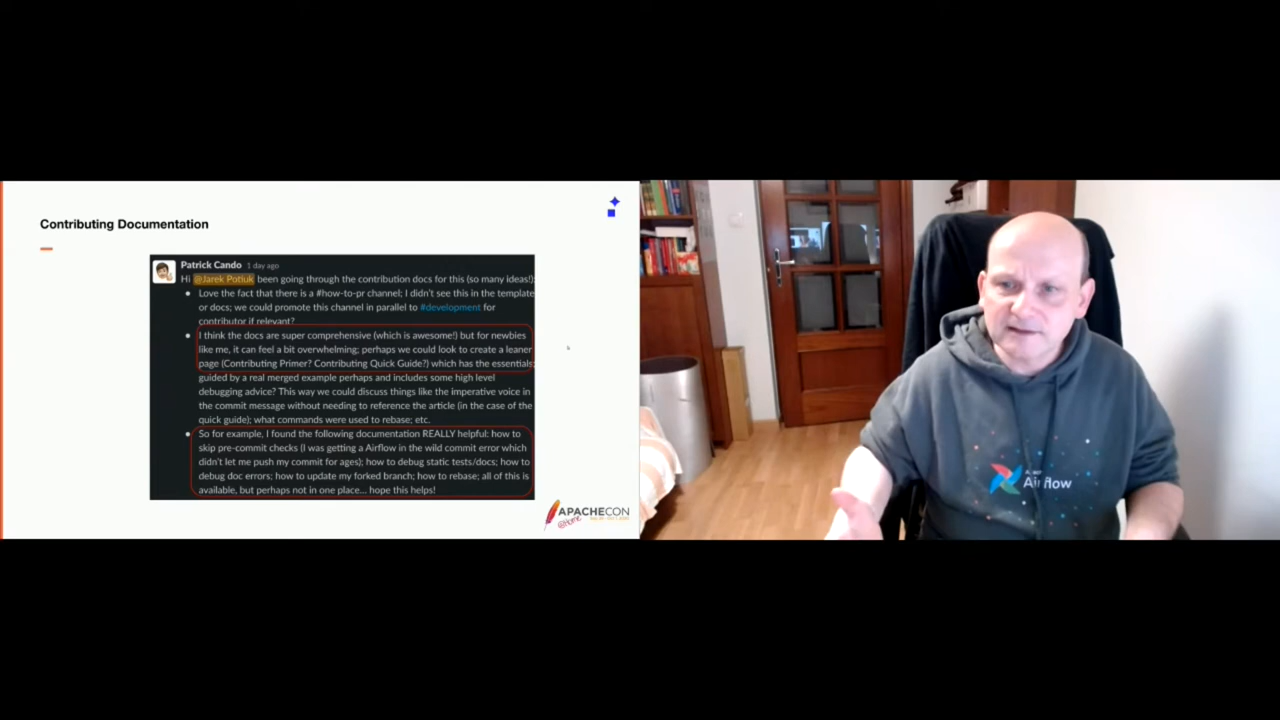 Contributing Documentation
Patrick Cando 1 day ago
Hi @Jarek Potiuk been going through the contribution docs for this (so many ideas!):
Love the fact that there is a #how-to-pr channel; I didn't see this in the template
or docs; we could promote this channel in parallel to #development for
contributor if relevant?
I think the docs are super comprehensive (which is awesome!) but for newbies
like me, it can feel a bit overwhelming; perhaps we could look to create a leaner
page (Contributing Primer? Contributing Quick Guide?) which has the essentials;
guided by a real merged example perhaps and includes some high level
debugging advice? This way we could discuss things like the imperative voice in
the commit message without needing to reference the article (in the case of the
quick guide); what commands were used to rebase; etc.
So for example, I found the following documentation REALLY helpful: how to
skip pre-commit checks (I was getting a Airflow in the wild commit error which
didn't let me push my commit for ages); how to debug static tests/docs; how to
debug doc errors; how to update my forked branch; how to rebase; all of this is
available, but perhaps not in one place... hope this helps!
APACHECON
@Home
Airflow